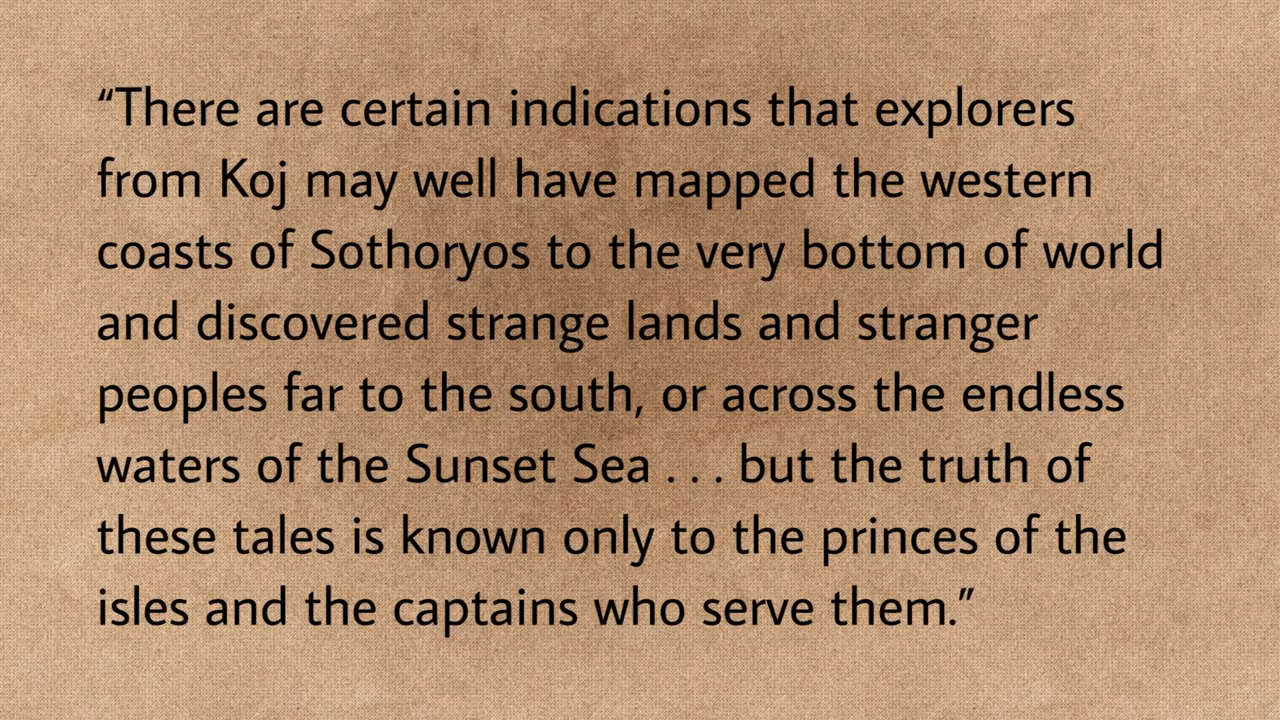 “There are certain indications that explorers
from Koj may well have mapped the western
coasts of Sothoryos to the very bottom of world
and discovered strange lands and stranger
peoples far to the south, or across the endless
waters of the Sunset Sea . . . but the truth of
these tales is known only to the princes of the
isles and the captains who serve them.”